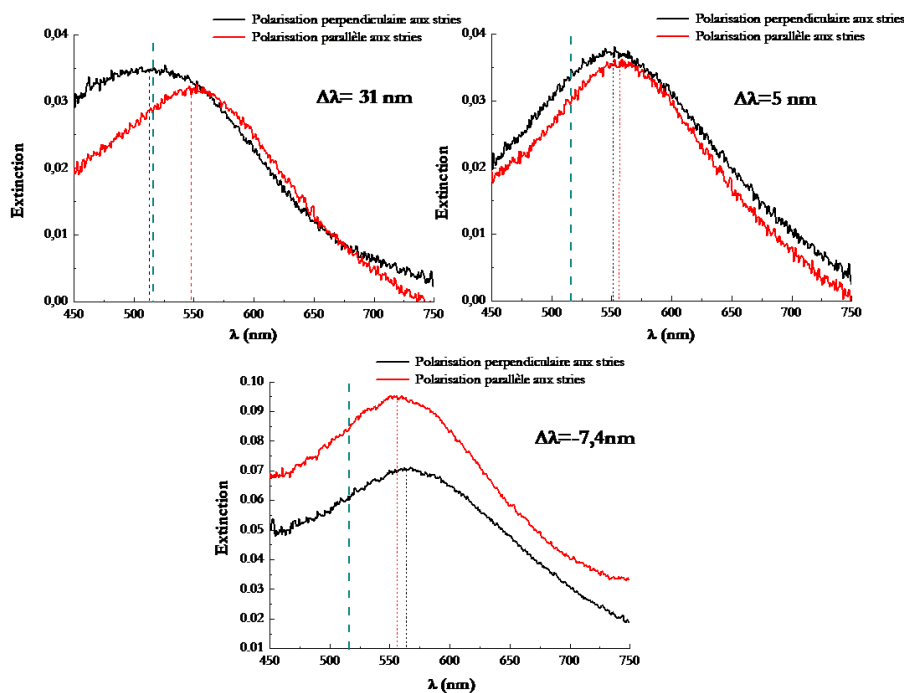 Polarisation perpendiculaire aux stries
Polarisation parallèle aux stries
0,04
0,03
0,02
0,01
0,00
Extinction
Δλ= 31 nm
450 500 550 600 650 700 750
λ (nm)
Polarisation perpendiculaire aux stries
Polarisation parallèle aux stries
0,04
0,03
0,02
0,01
0,00
Extinction
Δλ=5 nm
450 500 550 600 650 700 750
λ (nm)
Polarisation perpendiculaire aux stries
Polarisation parallèle aux stries
0.10
0.09
0.08
0.07
0.06
0.05
0.04
0.03
0.02
0.01
Extinction
Δλ=-7,4nm
450 500 550 600 650 700 750
λ (nm)